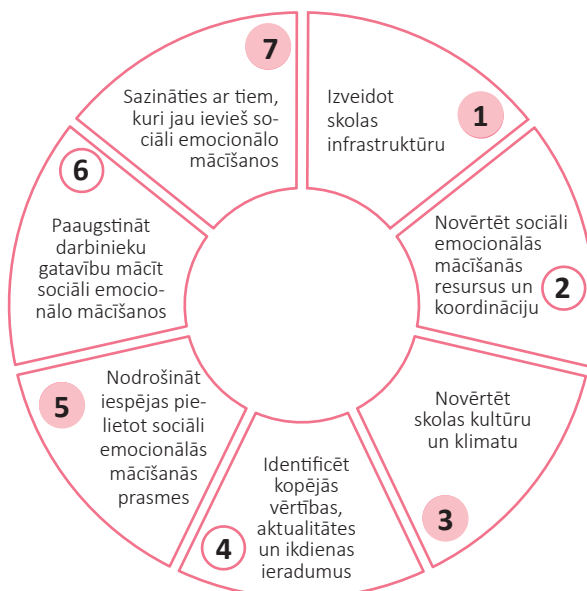 1
Izveidot
skolas
infrastruktūru
2
Novērtēt sociāli
emocionālās
mācīšanās
resursus un
koordināciju
3
Novērtēt
skolas kultūru
un klimatu
4
Identificēt
kopējās
vērtības,
aktualitātes
un ikdienas
ieradumus
5
Nodrošināt
iespējas pie-
lietot sociāli
emocionālās
mācīšanās
prasmes
6
Paaugstināt
darbinieku
gatavību mācīt
sociāli emocio-
nālo mācīšanos
7
Sazināties ar tiem,
kuri jau ievieš so-
ciāli emocionālo
mācīšanos